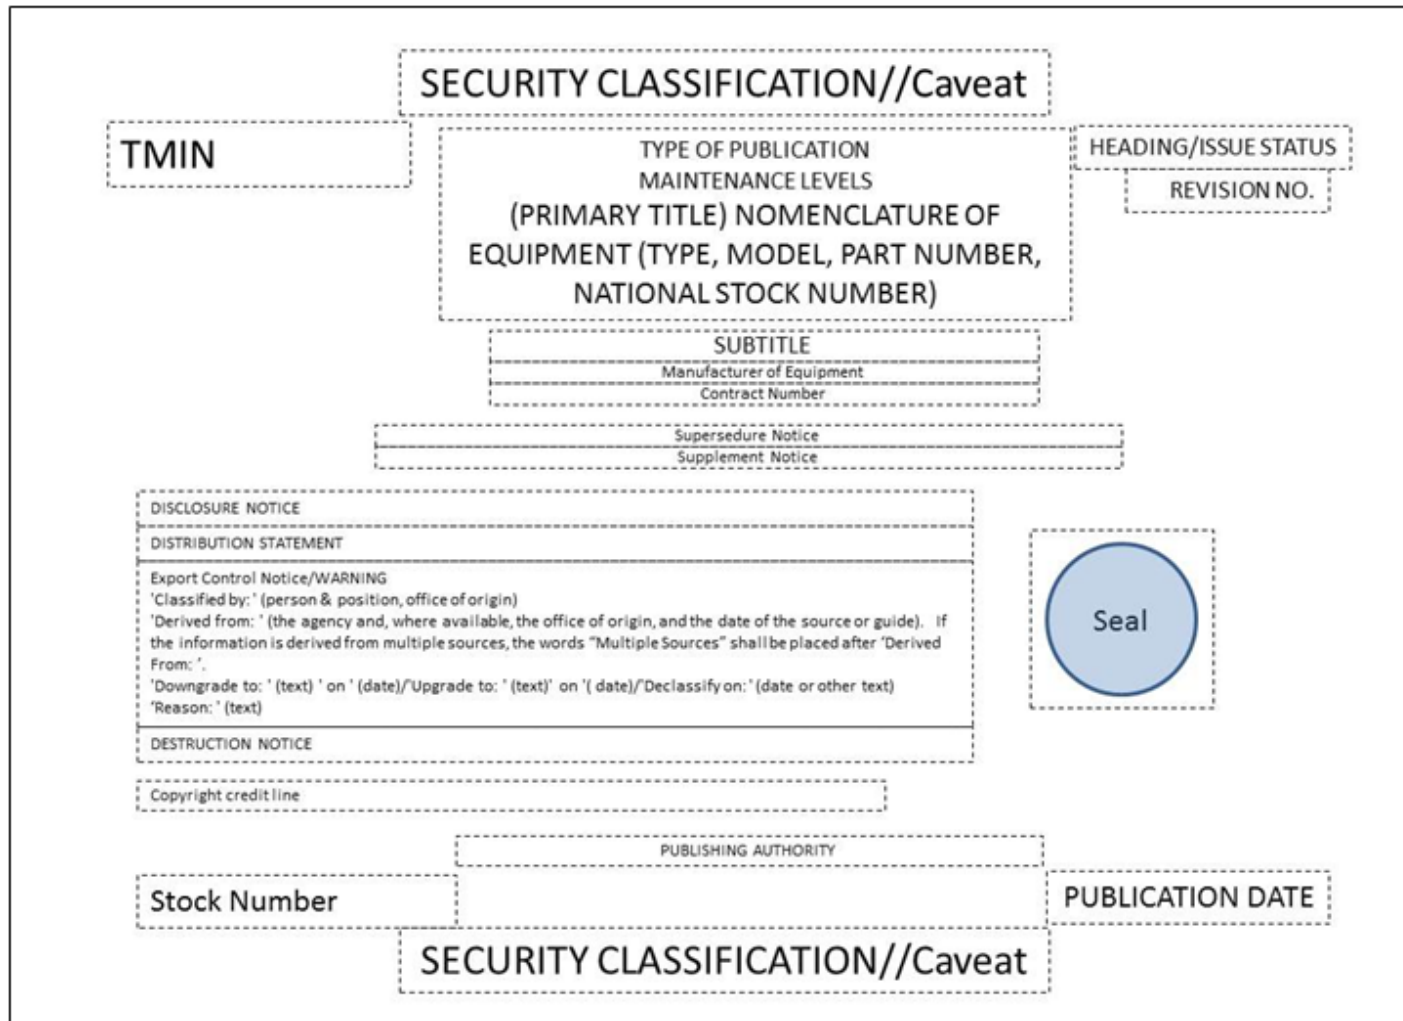 SECURITY CLASSIFICATION//Caveat
TMIN
TYPE OF PUBLICATION
MAINTENANCE LEVELS
(PRIMARY TITLE) NOMENCLATURE OF
EQUIPMENT (TYPE, MODEL, PART NUMBER,
NATIONAL STOCK NUMBER)
HEADING/ISSUE STATUS
REVISION NO.
SUBTITLE
Manufacturer of Equipment
Contract Number
Supersedure Notice
Supplement Notice
DISCLOSURE NOTICE
DISTRIBUTION STATEMENT
Export Control Notice/WARNING
'Classified by: ' (person & position, office of origin)
'Derived from: ' (the agency and, where available, the office of origin, and the date of the source or guide).  If
the information is derived from multiple sources, the words “Multiple Sources” shall be placed after ‘Derived
From: ’.
'Downgrade to: ' (text) ' on ' (date)/'Upgrade to: ' (text)' on '( date)/'Declassify on: ' (date or other text)
‘Reason: ' (text)
DESTRUCTION NOTICE
Seal
Copyright credit line
PUBLISHING AUTHORITY
Stock Number
PUBLICATION DATE
SECURITY CLASSIFICATION//Caveat